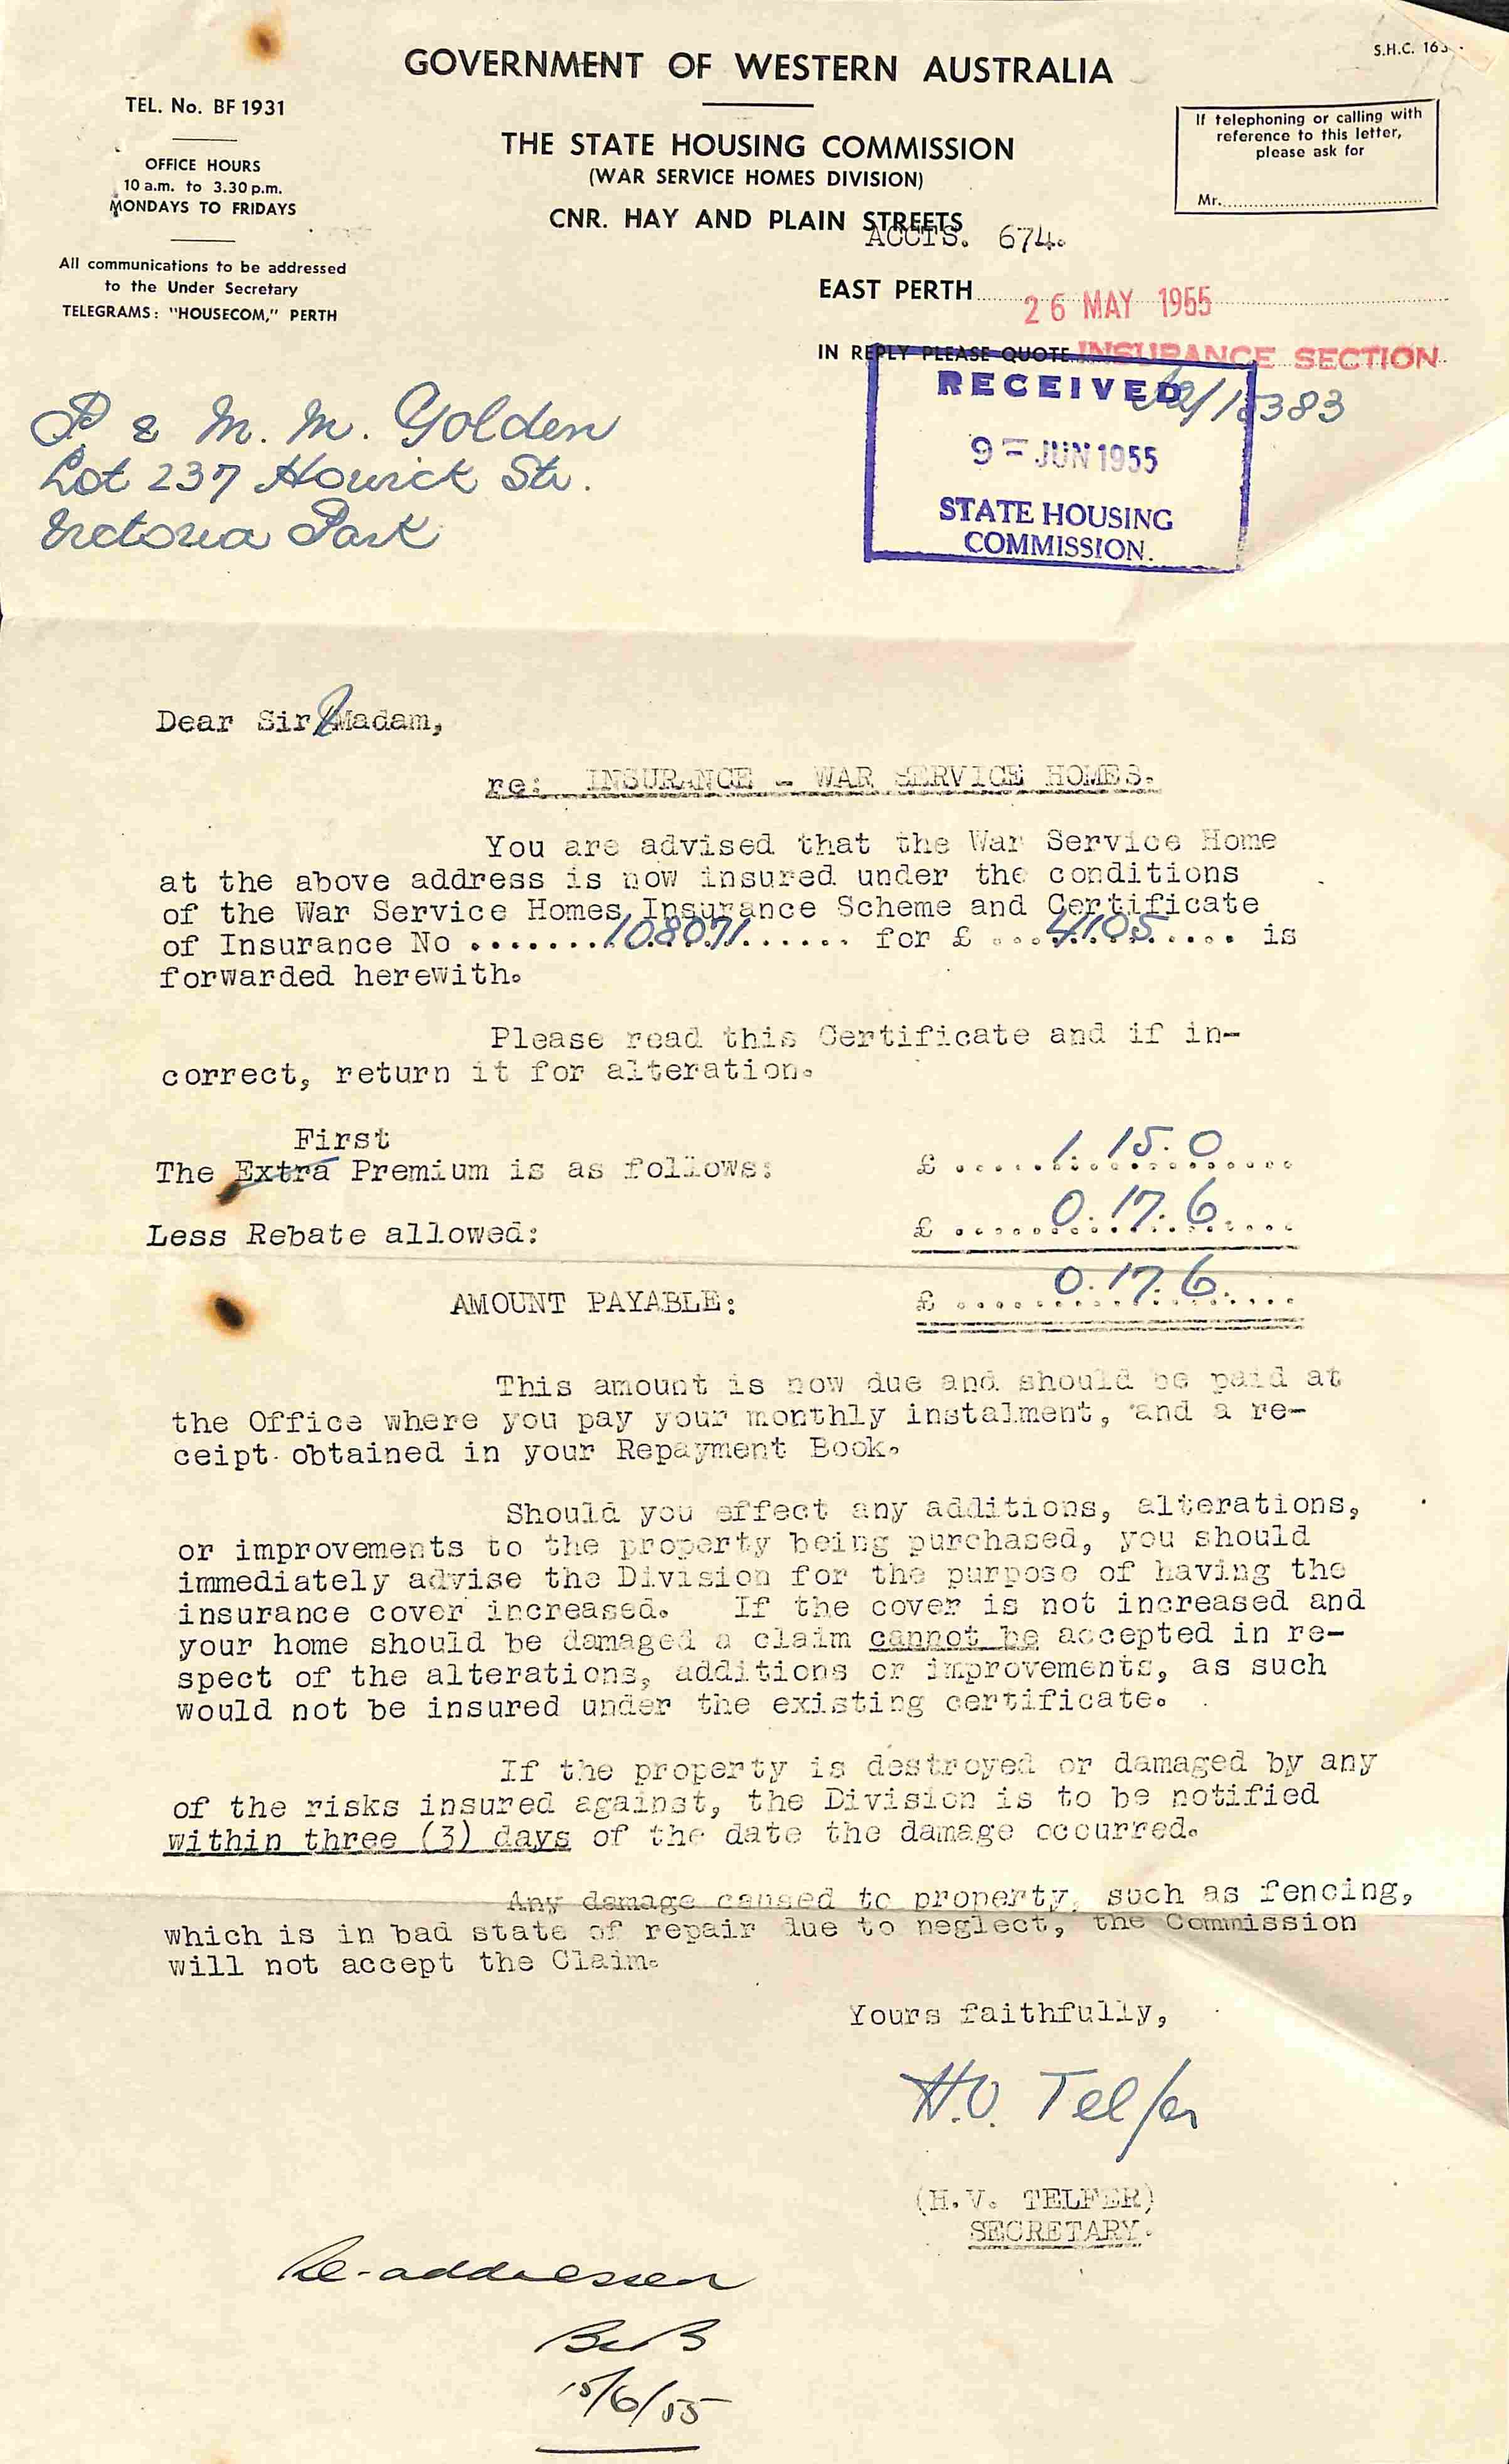 S.H.C. 163
GOVERNMENT OF WESTERN AUSTRALIA
TEL. No. BF 1931
OFFICE HOURS
10 a.m. to 3.30 p.m.
MONDAYS TO FRIDAYS
All communications to be addressed
to the Under Secretary
TELEGRAMS: "HOUSECOM," PERTH
THE STATE HOUSING COMMISSION
(WAR SERVICE HOMES DIVISION)
CNR. HAY AND PLAIN STREETS
ACCTS. 674.
If telephoning or calling with
reference to this letter,
please ask for
Mr.
EAST PERTH 26 MAY 1955
IN REPLY PLEASE QUOTE INSURANCE SECTION
383
RECEIVED
9 - JUN 1955
STATE HOUSING
COMMISSION.
P & M. M. Golden
Lot 237 Howick St.
Victoria Park
Dear Sir & Madam,
re: INSURANCE - WAR SERVICE HOMES.
You are advised that the War Service Home
at the above address is now insured under the conditions
of the War Service Homes Insurance Scheme and Certificate
of Insurance No .......108071...... for £ ....4105..... is
forwarded herewith.
Please read this Certificate and if in-
correct, return it for alteration.
First
The Extra Premium is as follows: £ 1. 15. 0
Less Rebate allowed: £ 0. 17. 6
AMOUNT PAYABLE: £ 0. 17. 6.
This amount is now due and should be paid at
the Office where you pay your monthly instalment, and a re-
ceipt obtained in your Repayment Book.
Should you effect any additions, alterations,
or improvements to the property being purchased, you should
immediately advise the Division for the purpose of having the
insurance cover increased. If the cover is not increased and
your home should be damaged a claim cannot be accepted in re-
spect of the alterations, additions or improvements, as such
would not be insured under the existing certificate.
If the property is destroyed or damaged by any
of the risks insured against, the Division is to be notified
within three (3) days of the date the damage occurred.
Any damage caused to property, such as fencing,
which is in bad state of repair due to neglect, the Commission
will not accept the Claim.
Yours faithfully,
H.V. Telfer
(H.V. TELFER)
SECRETARY.
Re-addressed
15/6/55